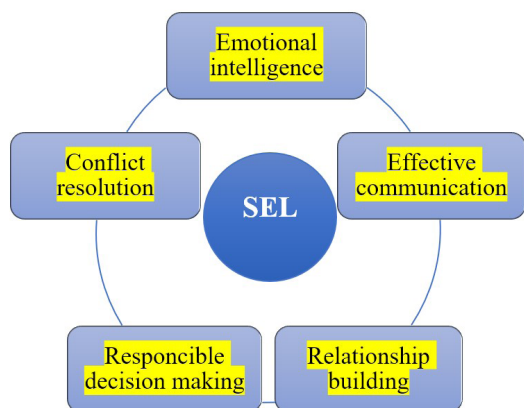 Emotional
intelligence
Conflict
resolution
Effective
communication
SEL
Responcible
decision making
Relationship
building